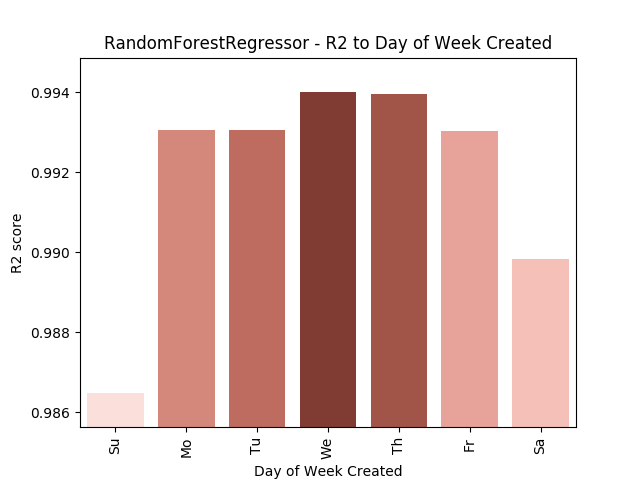 RandomForestRegressor - R2 to Day of Week Created
0.994
0.992
0.990
0.988
0.986
R2 score
Su
Mo
Tu
We
Th
Fr
Sa
Day of Week Created